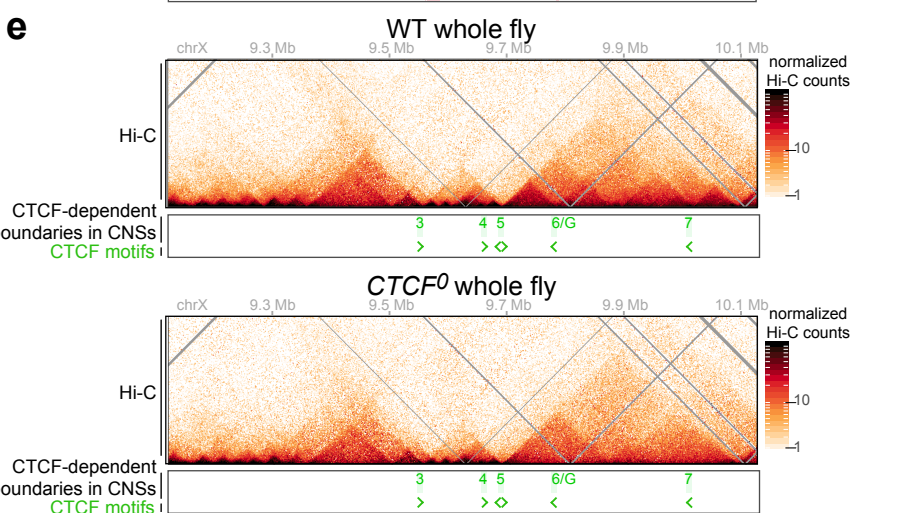 e
WT whole fly
chrX 9.3 Mb 9.5 Mb 9.7 Mb 9.9 Mb 10.1 Mb
normalized
Hi-C counts
Hi-C
10
1
CTCF-dependent
oundaries in CNSs
CTCF motifs
3 4 5 6/G 7
CTCF0 whole fly
chrX 9.3 Mb 9.5 Mb 9.7 Mb 9.9 Mb 10.1 Mb
normalized
Hi-C counts
Hi-C
10
1
CTCF-dependent
oundaries in CNSs
CTCF motifs
3 4 5 6/G 7